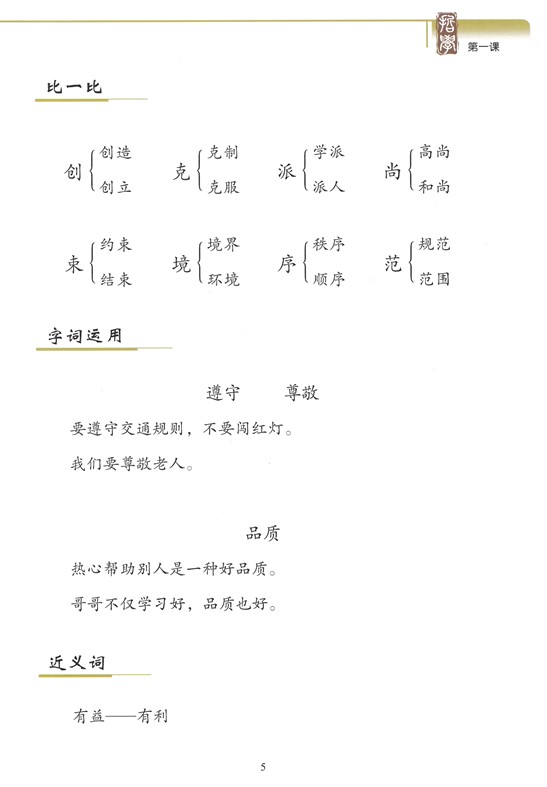 哲學
第一课
比一比
创 创造 创立
克 克制 克服
派 学派 派人
尚 高尚 和尚
束 约束 结束
境 境界 环境
序 秩序 顺序
范 规范 范围
字词运用
遵守 尊敬
要遵守交通规则，不要闯红灯。
我们要尊敬老人。
品质
热心帮助别人是一种好品质。
哥哥不仅学习好，品质也好。
近义词
有益——有利
5